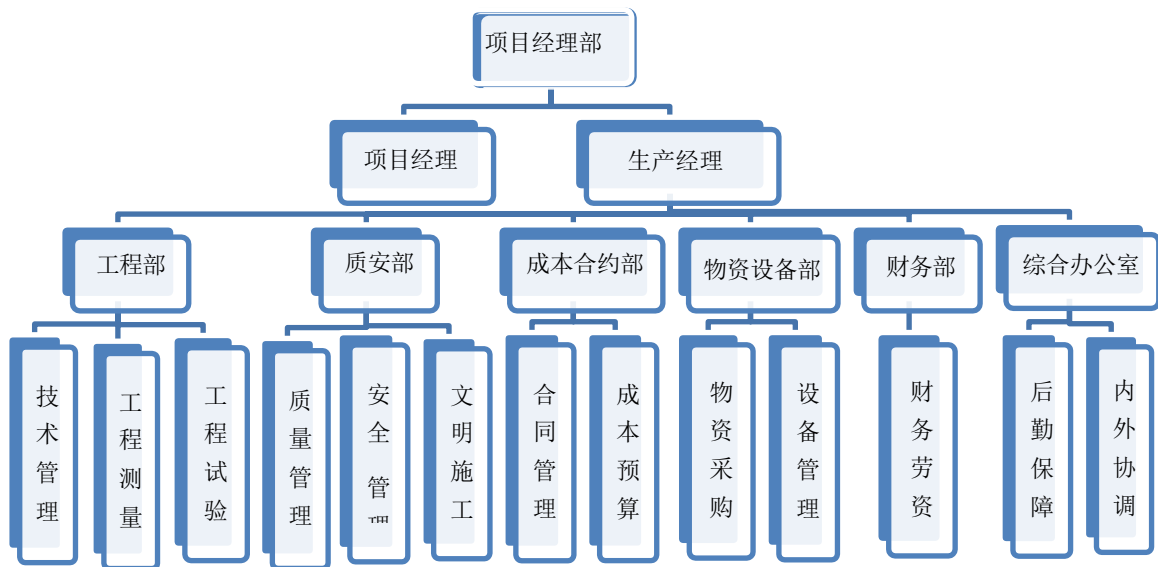 项目经理部
项目经理
生产经理
工程部
质安部
成本合约部
物资设备部
财务部
综合办公室
技术管理
工程测量
工程试验
质量管理
安全 管理
文明施工
合同管理
成本预算
物资采购
设备管理
财务劳资
后勤保障
内外协调